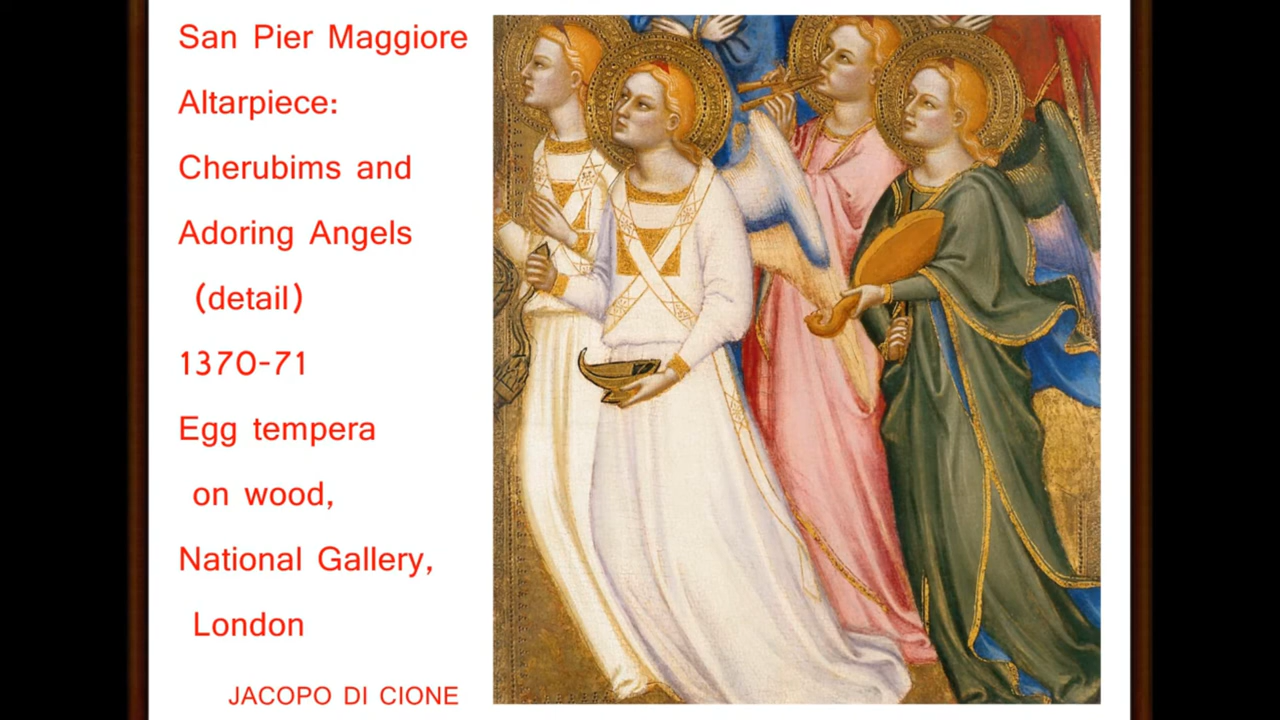 San Pier Maggiore
Altarpiece:
Cherubims and
Adoring Angels
(detail)
1370-71
Egg tempera
on wood,
National Gallery,
London
JACOPO DI CIONE